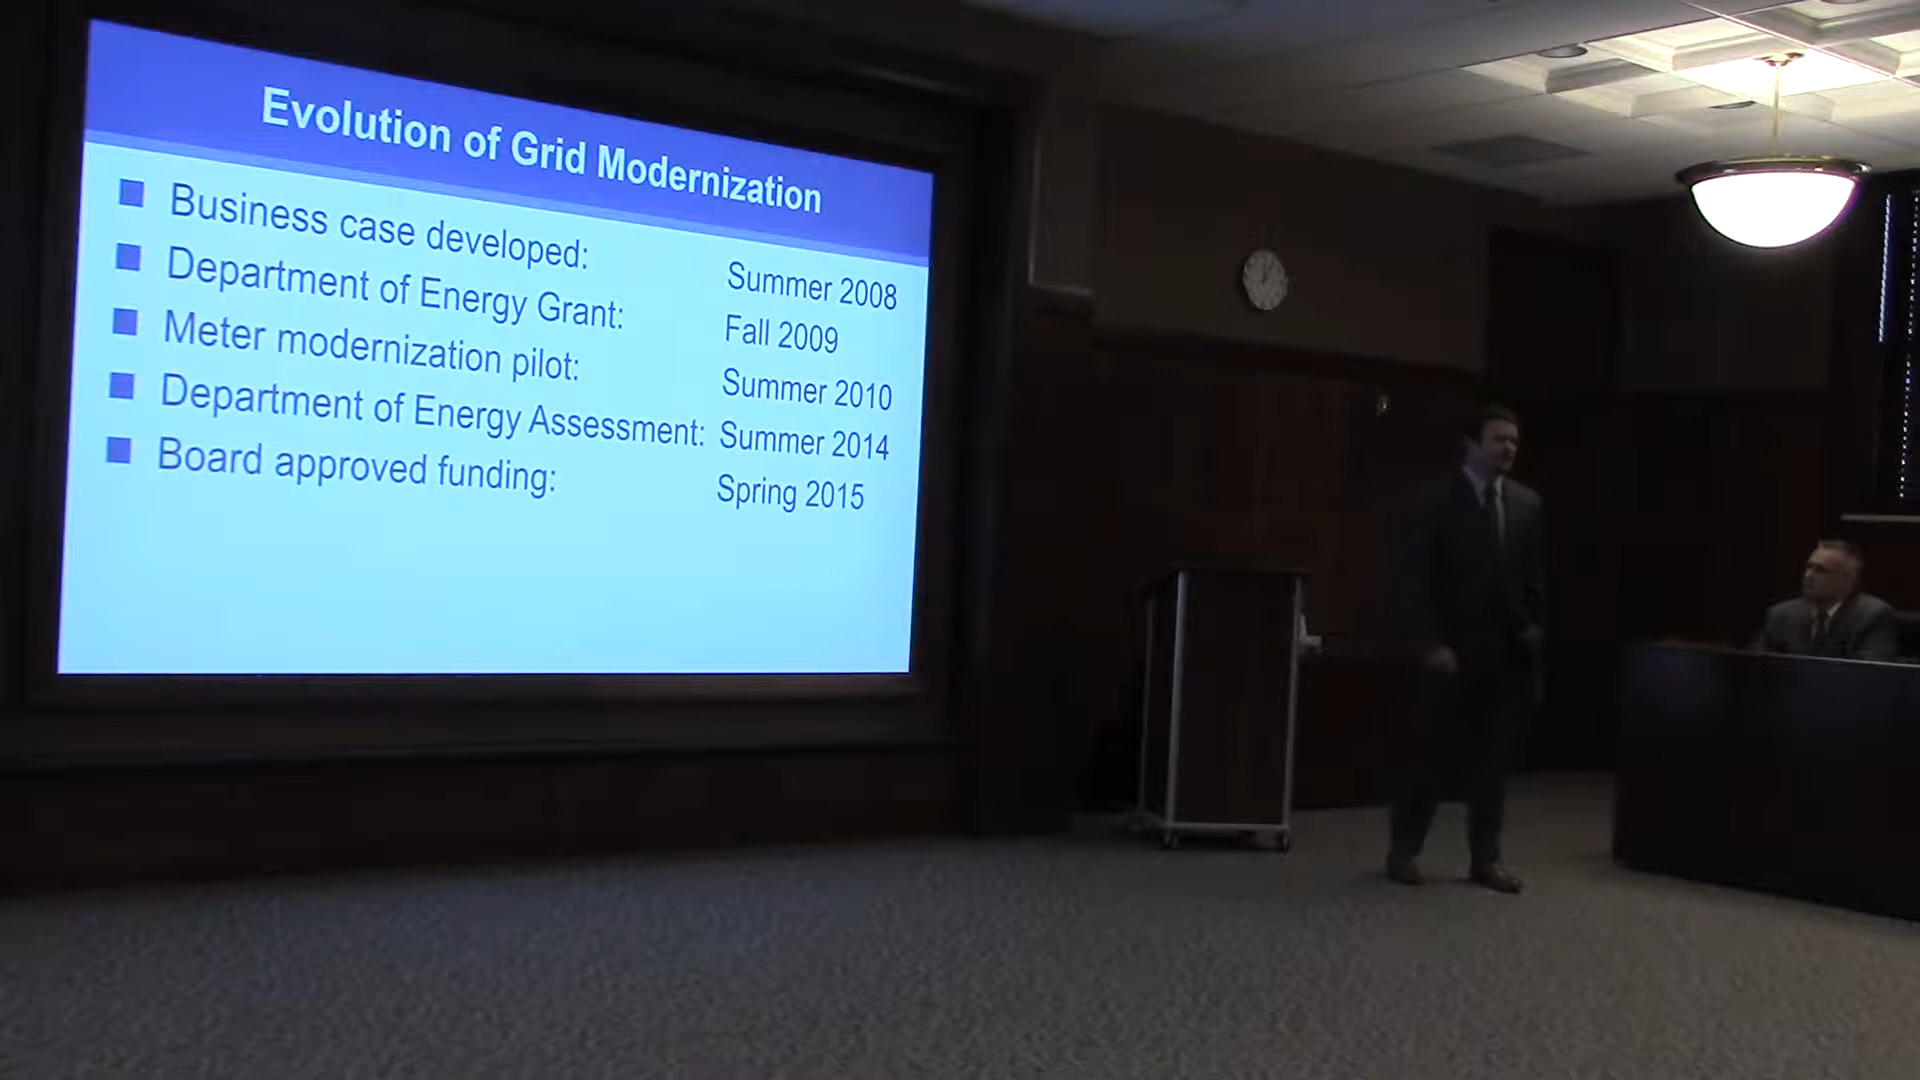 Evolution of Grid Modernization
Business case developed: Summer 2008
Department of Energy Grant: Fall 2009
Meter modernization pilot: Summer 2010
Department of Energy Assessment: Summer 2014
Board approved funding: Spring 2015